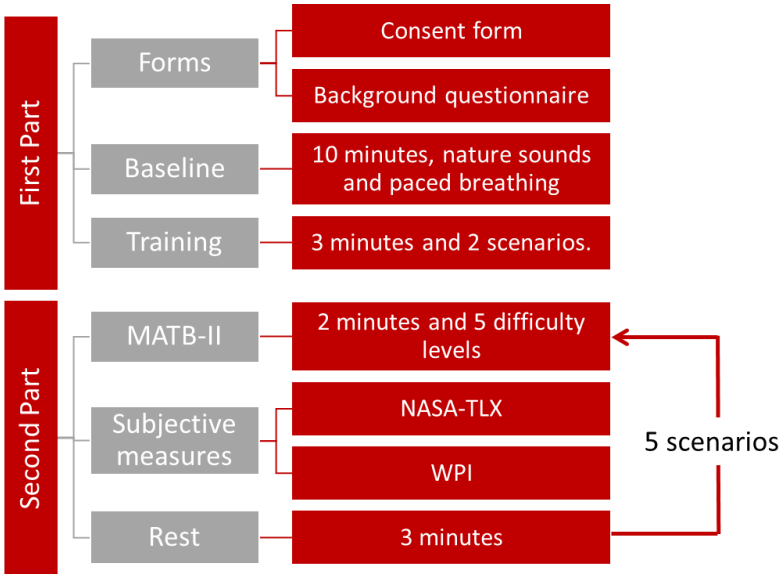 First Part
Forms
Consent form
Background questionnaire
Baseline
10 minutes, nature sounds
and paced breathing
Training
3 minutes and 2 scenarios.
Second Part
MATB-II
2 minutes and 5 difficulty
levels
Subjective
measures
NASA-TLX
WPI
Rest
3 minutes
5 scenarios